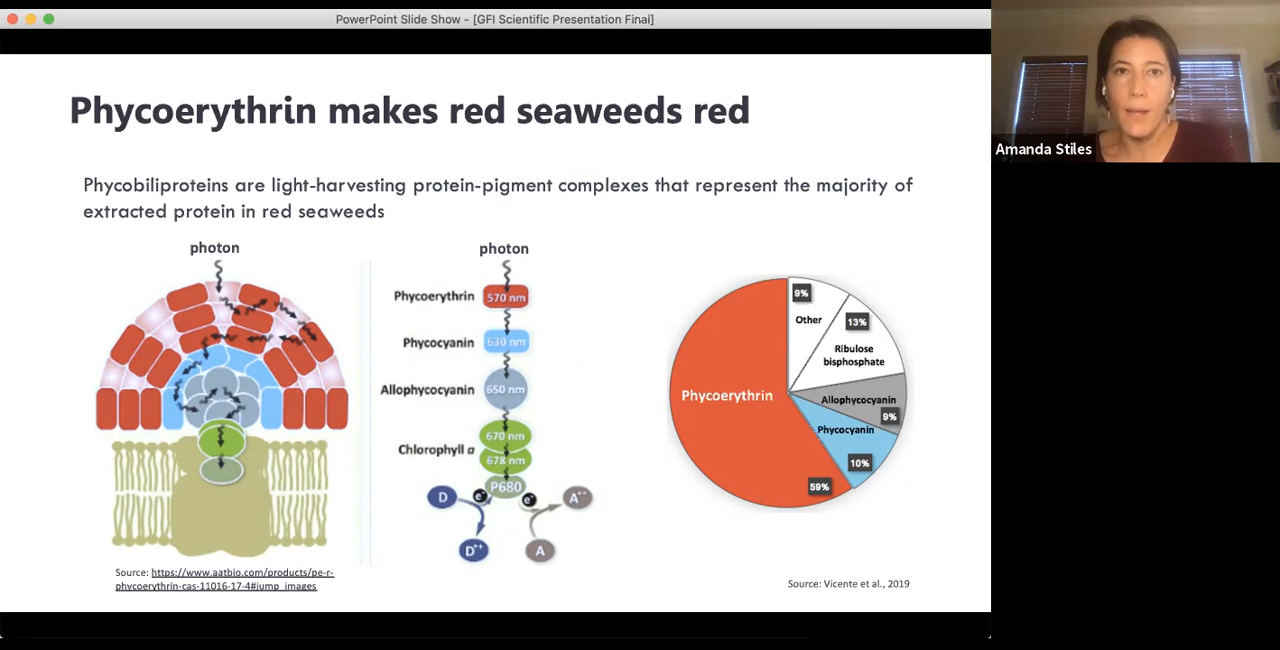 PowerPoint Slide Show - [GFI Scientific Presentation Final]
Amanda Stiles
Phycoerythrin makes red seaweeds red
Phycobiliproteins are light-harvesting protein-pigment complexes that represent the majority of
extracted protein in red seaweeds
photon
photon
Phycoerythrin
570 nm
Phycocyanin
630 nm
Allophycocyanin
650 nm
Chlorophyll a
670 nm
678 nm
P680
D
e⁻
e⁻
A•⁻
D•⁺
A
9%
Other
13%
Ribulose
bisphosphate
Phycoerythrin
Allophycocyanin
9%
Phycocyanin
10%
59%
Source: https://www.aatbio.com/products/pe-r-
phycoerythrin-cas-11016-17-4#jump_images
Source: Vicente et al., 2019